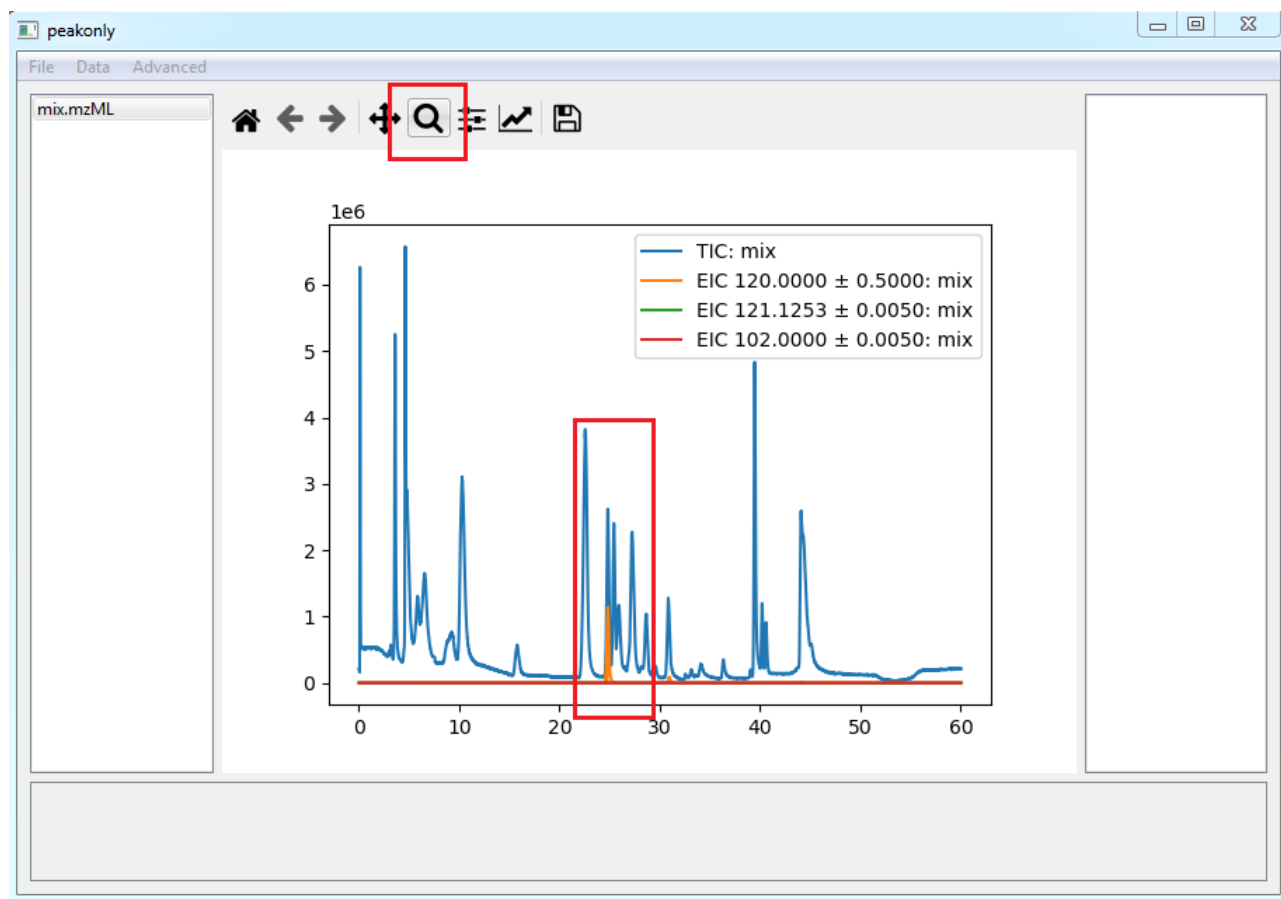 peakonly
File Data Advanced
mix.mzML
1e6
TIC: mix
EIC 120.0000 ± 0.5000: mix
EIC 121.1253 ± 0.0050: mix
EIC 102.0000 ± 0.0050: mix
6
5
4
3
2
1
0
0 10 20 30 40 50 60